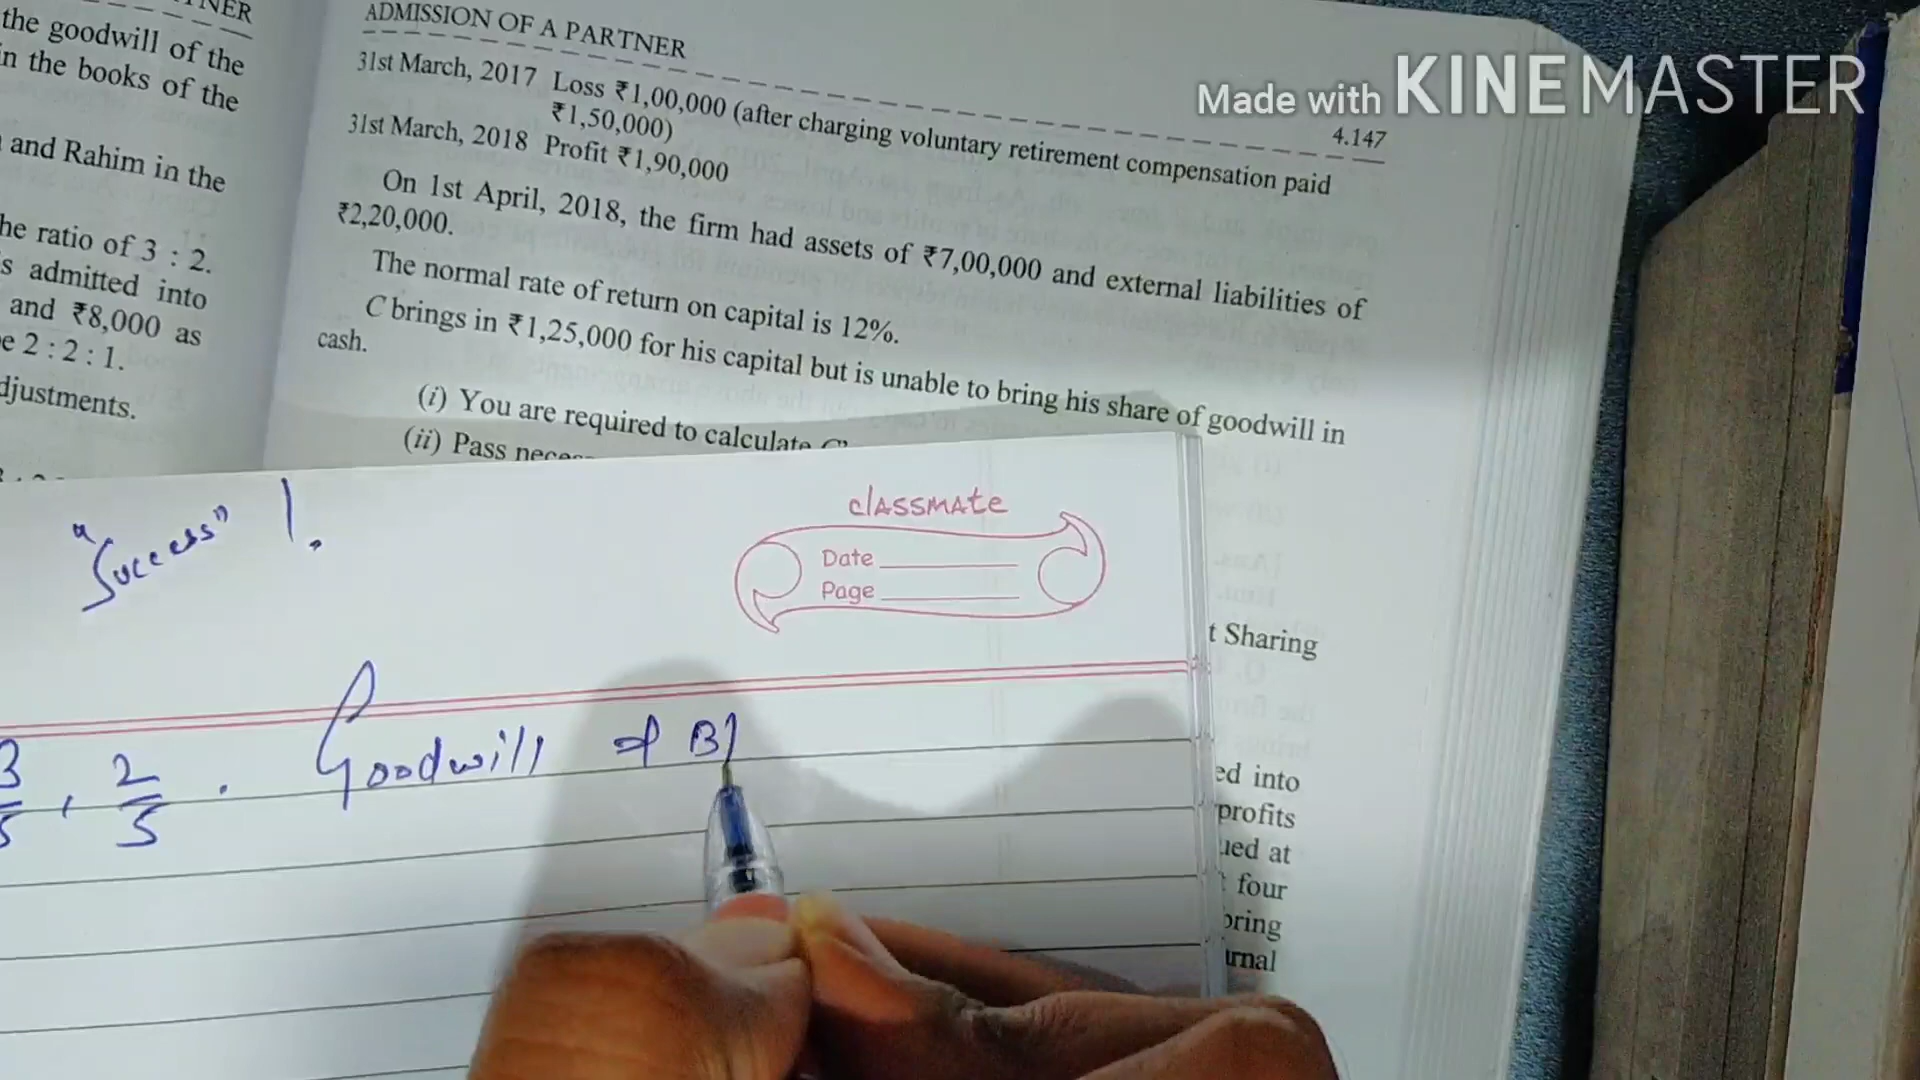 the goodwill of the
in the books of the
and Rahim in the
he ratio of 3 : 2.
s admitted into
and ₹8,000 as
e 2 : 2 : 1.
djustments.
ADMISSION OF A PARTNER
4.147
31st March, 2017 Loss ₹1,00,000 (after charging voluntary retirement compensation paid
₹1,50,000)
31st March, 2018 Profit ₹1,90,000
On 1st April, 2018, the firm had assets of ₹7,00,000 and external liabilities of
₹2,20,000.
The normal rate of return on capital is 12%.
C brings in ₹1,25,000 for his capital but is unable to bring his share of goodwill in
cash.
(i) You are required to calculate
(ii) Pass
Made with KINEMASTER
"Success" !.
classmate
Date
Page
3/5, 2/5. Goodwill of B
t Sharing
ed into
profits
ued at
four
bring
urnal